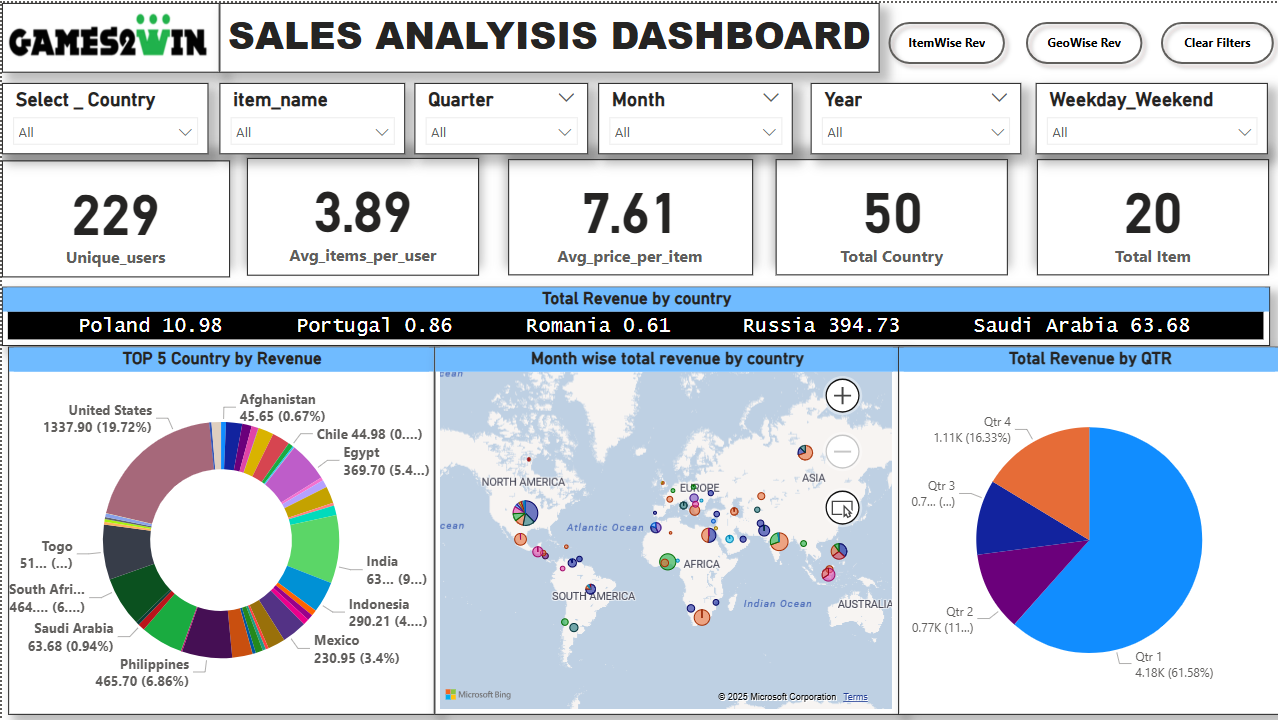 GAMES2WIN
SALES ANALYISIS DASHBOARD
ItemWise Rev
GeoWise Rev
Clear Filters
Select _ Country
All
item_name
All
Quarter
All
Month
All
Year
All
Weekday_Weekend
All
229
Unique_users
3.89
Avg_items_per_user
7.61
Avg_price_per_item
50
Total Country
20
Total Item
Total Revenue by country
Poland 10.98 Portugal 0.86 Romania 0.61 Russia 394.73 Saudi Arabia 63.68
TOP 5 Country by Revenue
United States
1337.90 (19.72%)
Afghanistan
45.65 (0.67%)
Chile 44.98 (0....)
Egypt
369.70 (5.4...)
India
63... (9...)
Indonesia
290.21 (4....)
Mexico
230.95 (3.4%)
Philippines
465.70 (6.86%)
Saudi Arabia
63.68 (0.94%)
South Afri...
464.... (6....)
Togo
51... (...)
Month wise total revenue by country
cean
NORTH AMERICA
EUROPE
ASIA
cean
Atlantic Ocean
AFRICA
SOUTH AMERICA
Indian Ocean
AUSTRALIA
Microsoft Bing
© 2025 Microsoft Corporation Terms
Total Revenue by QTR
Qtr 4
1.11K (16.33%)
Qtr 3
0.7... (...)
Qtr 2
0.77K (11...)
Qtr 1
4.18K (61.58%)